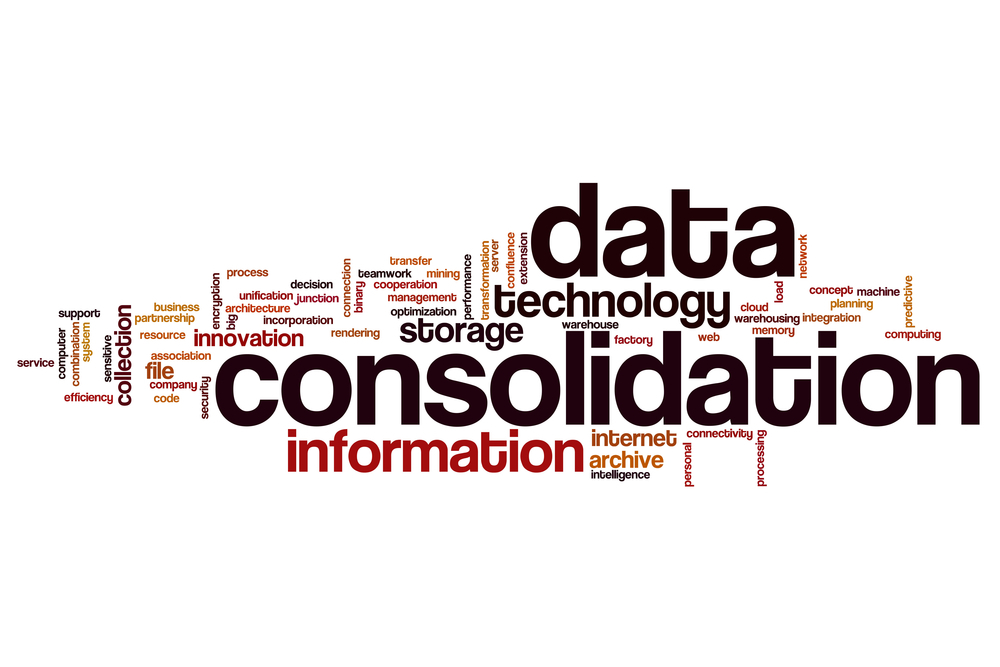 data
technology
consolidation
information
storage
innovation
internet
archive
intelligence
collection
file
support
computer
combination
system
sensitive
service
efficiency
business
partnership
resource
association
company
code
security
process
encryption
big
unification
architecture
incorporation
decision
junction
connection
binary
rendering
transfer
teamwork
mining
cooperation
management
optimization
performance
transformation
server
confluence
extension
warehouse
factory
web
network
load
cloud
warehousing
memory
concept
machine
planning
integration
predictive
computing
connectivity
personal
processing